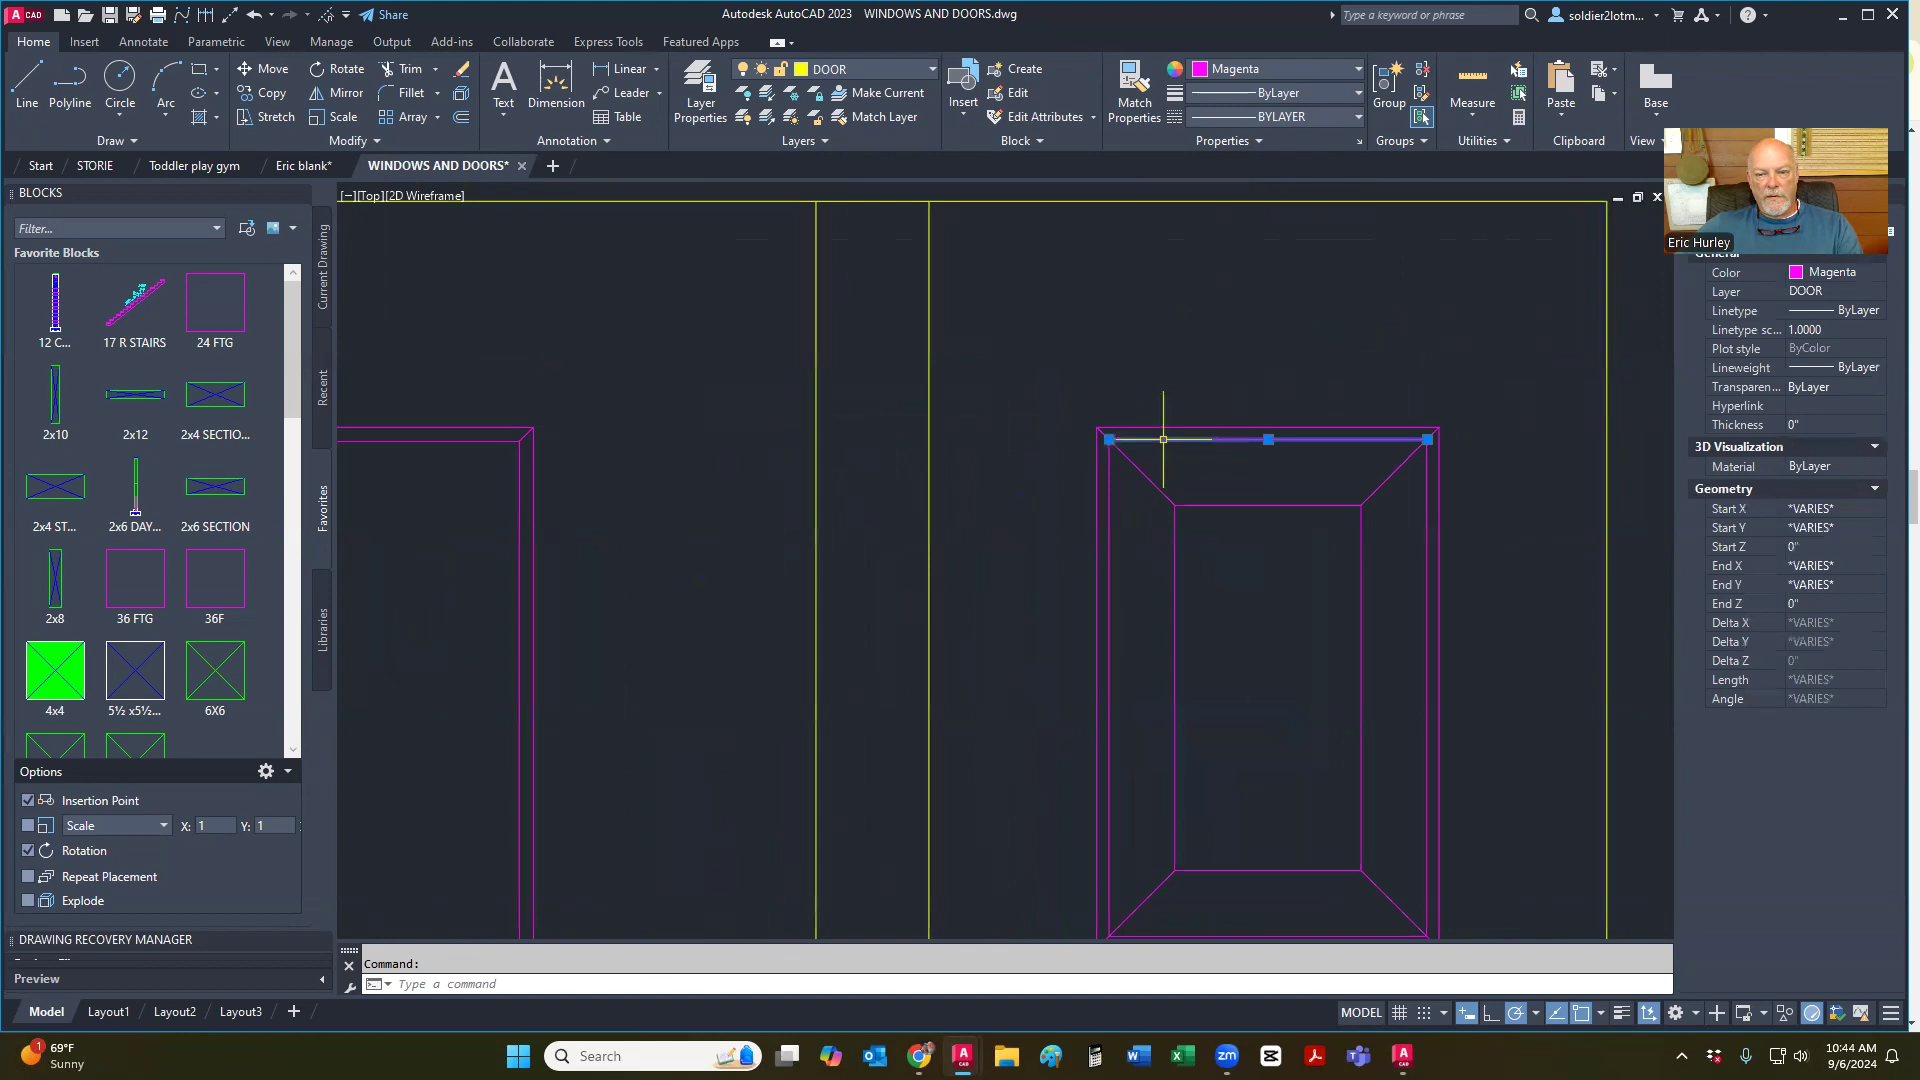 CAD
Share
Autodesk AutoCAD 2023 WINDOWS AND DOORS.dwg
Type a keyword or phrase
soldier2lotm...
Home Insert Annotate Parametric View Manage Output Add-ins Collaborate Express Tools Featured Apps
Line Polyline Circle Arc
Move Rotate Trim
Copy Mirror Fillet
Stretch Scale Array
Text Dimension
Linear
Leader
Table
Layer Properties
DOOR
Make Current
Match Layer
Insert
Create
Edit
Edit Attributes
Match Properties
Magenta
ByLayer
BYLAYER
Group
Measure
Paste
Base
Draw Modify Annotation Layers Block Properties Groups Utilities Clipboard View
Start STORIE Toddler play gym Eric blank* WINDOWS AND DOORS*
BLOCKS
Filter...
Favorite Blocks
12 C... 17 R STAIRS 24 FTG
2x10 2x12 2x4 SECTIO...
2x4 ST... 2x6 DAY... 2x6 SECTION
2x8 36 FTG 36F
4x4 5½ x5½... 6X6
Current Drawing
Recent
Favorites
Libraries
Options
Insertion Point
Scale X: 1 Y: 1
Rotation
Repeat Placement
Explode
DRAWING RECOVERY MANAGER
Preview
[−][Top][2D Wireframe]
Eric Hurley
General
Color Magenta
Layer DOOR
Linetype ByLayer
Linetype sc... 1.0000
Plot style ByColor
Lineweight ByLayer
Transparen... ByLayer
Hyperlink
Thickness 0"
3D Visualization
Material ByLayer
Geometry
Start X *VARIES*
Start Y *VARIES*
Start Z 0"
End X *VARIES*
End Y *VARIES*
End Z 0"
Delta X *VARIES*
Delta Y *VARIES*
Delta Z 0"
Length *VARIES*
Angle *VARIES*
Command:
Type a command
Model Layout1 Layout2 Layout3
MODEL
1
69°F
Sunny
Search
zm
10:44 AM
9/6/2024